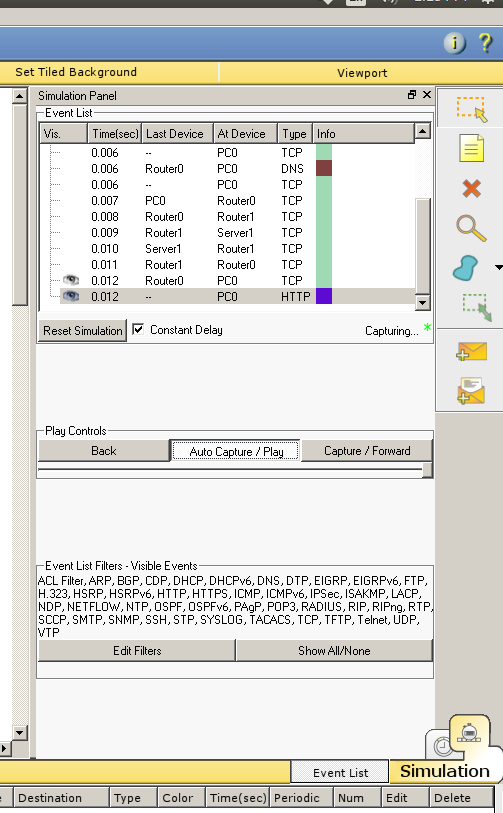 Set Tiled Background Viewport
Simulation Panel
Event List
Vis. Time(sec) Last Device At Device Type Info
0.006 -- PC0 TCP
0.006 Router0 PC0 DNS
0.006 -- PC0 TCP
0.007 PC0 Router0 TCP
0.008 Router0 Router1 TCP
0.009 Router1 Server1 TCP
0.010 Server1 Router1 TCP
0.011 Router1 Router0 TCP
0.012 Router0 PC0 TCP
0.012 -- PC0 HTTP
Reset Simulation Constant Delay Capturing... *
Play Controls
Back Auto Capture / Play Capture / Forward
Event List Filters - Visible Events
ACL Filter, ARP, BGP, CDP, DHCP, DHCPv6, DNS, DTP, EIGRP, EIGRPv6, FTP,
H.323, HSRP, HSRPv6, HTTP, HTTPS, ICMP, ICMPv6, IPSec, ISAKMP, LACP,
NDP, NETFLOW, NTP, OSPF, OSPFv6, PAgP, POP3, RADIUS, RIP, RIPng, RTP,
SCCP, SMTP, SNMP, SSH, STP, SYSLOG, TACACS, TCP, TFTP, Telnet, UDP,
VTP
Edit Filters Show All/None
Event List Simulation
Destination Type Color Time(sec) Periodic Num Edit Delete